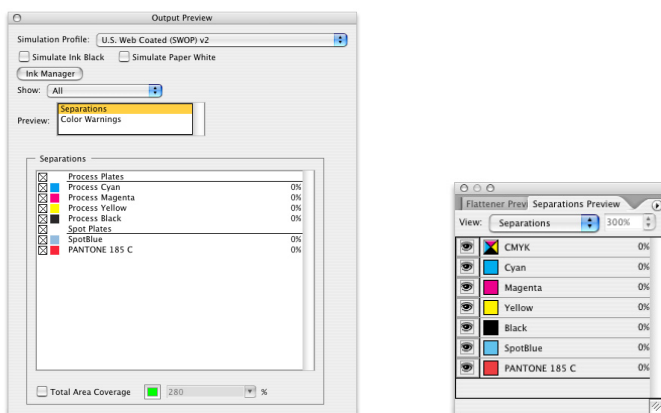 Output Preview
Simulation Profile: U.S. Web Coated (SWOP) v2
Simulate Ink Black Simulate Paper White
Ink Manager
Show: All
Preview: Separations
Color Warnings
Separations
Process Plates
Process Cyan 0%
Process Magenta 0%
Process Yellow 0%
Process Black 0%
Spot Plates
SpotBlue 0%
PANTONE 185 C 0%
Total Area Coverage 280 %
Flattener Prev Separations Preview
View: Separations 300%
CMYK 0%
Cyan 0%
Magenta 0%
Yellow 0%
Black 0%
SpotBlue 0%
PANTONE 185 C 0%